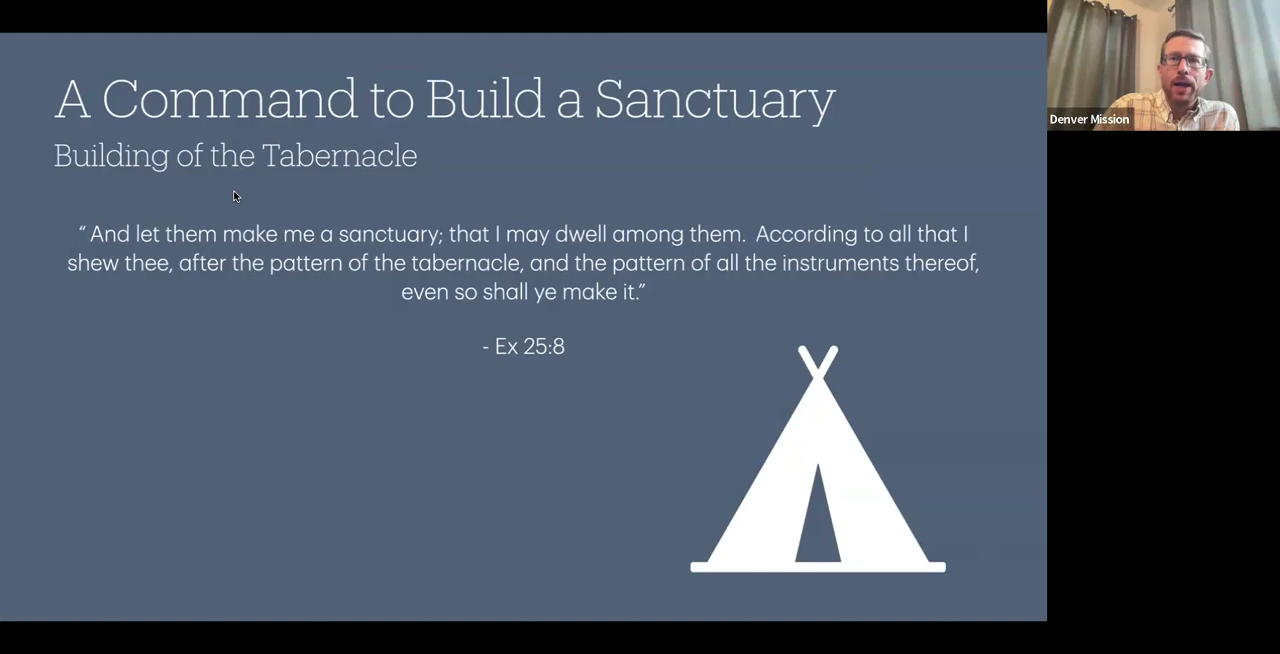 A Command to Build a Sanctuary
Building of the Tabernacle
“ And let them make me a sanctuary; that I may dwell among them. According to all that I
shew thee, after the pattern of the tabernacle, and the pattern of all the instruments thereof,
even so shall ye make it.”
- Ex 25:8
Denver Mission